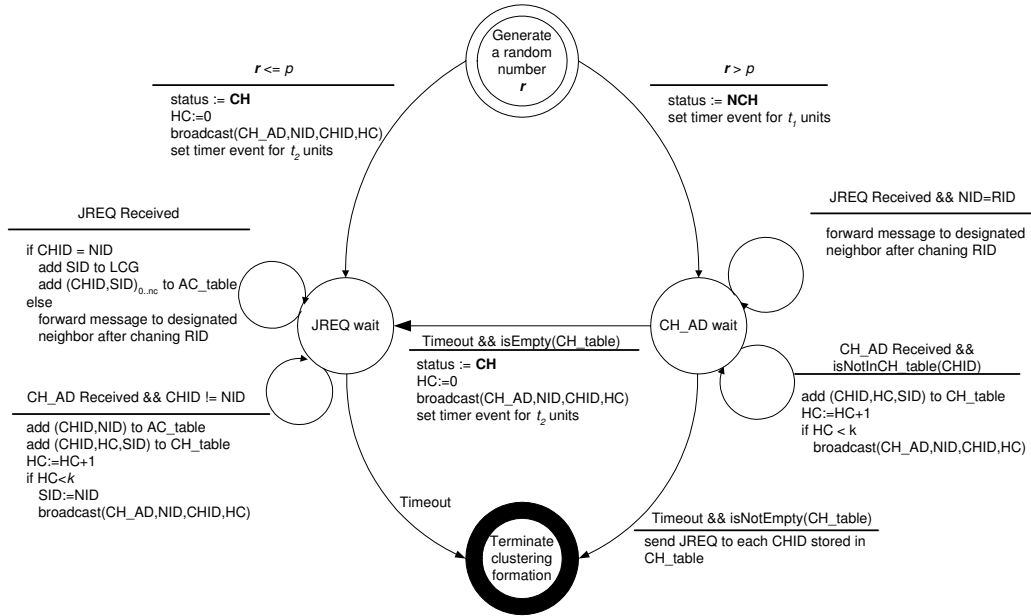 Generate
a random
number
r
r <= p
status := CH
HC:=0
broadcast(CH_AD,NID,CHID,HC)
set timer event for t2 units
r > p
status := NCH
set timer event for t1 units
JREQ Received
if CHID = NID
add SID to LCG
add (CHID,SID)0..nc to AC_table
else
forward message to designated
neighbor after chaning RID
JREQ Received && NID=RID
forward message to designated
neighbor after chaning RID
JREQ wait
CH_AD wait
Timeout && isEmpty(CH_table)
status := CH
HC:=0
broadcast(CH_AD,NID,CHID,HC)
set timer event for t2 units
CH_AD Received && CHID != NID
add (CHID,NID) to AC_table
add (CHID,HC,SID) to CH_table
HC:=HC+1
if HC<k
SID:=NID
broadcast(CH_AD,NID,CHID,HC)
CH_AD Received &&
isNotInCH_table(CHID)
add (CHID,HC,SID) to CH_table
HC:=HC+1
if HC < k
broadcast(CH_AD,NID,CHID,HC)
Timeout
Timeout && isNotEmpty(CH_table)
send JREQ to each CHID stored in
CH_table
Terminate
clustering
formation